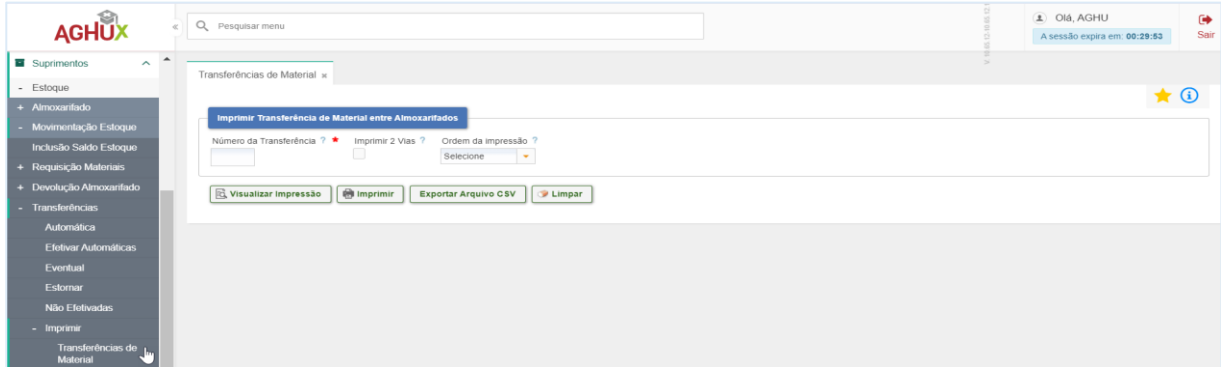 AGHUX
«
Pesquisar menu
Olá, AGHU
A sessão expira em: 00:29:53
Sair
Suprimentos
- Estoque
+ Almoxarifado
- Movimentação Estoque
Inclusão Saldo Estoque
+ Requisição Materiais
+ Devolução Almoxarifado
- Transferências
Automática
Efetivar Automáticas
Eventual
Estornar
Não Efetivadas
- Imprimir
Transferências de
Material
Transferências de Material ×
Imprimir Transferência de Material entre Almoxarifados
Número da Transferência ? * Imprimir 2 Vias ? Ordem da impressão ?
Selecione
Visualizar Impressão Imprimir Exportar Arquivo CSV Limpar